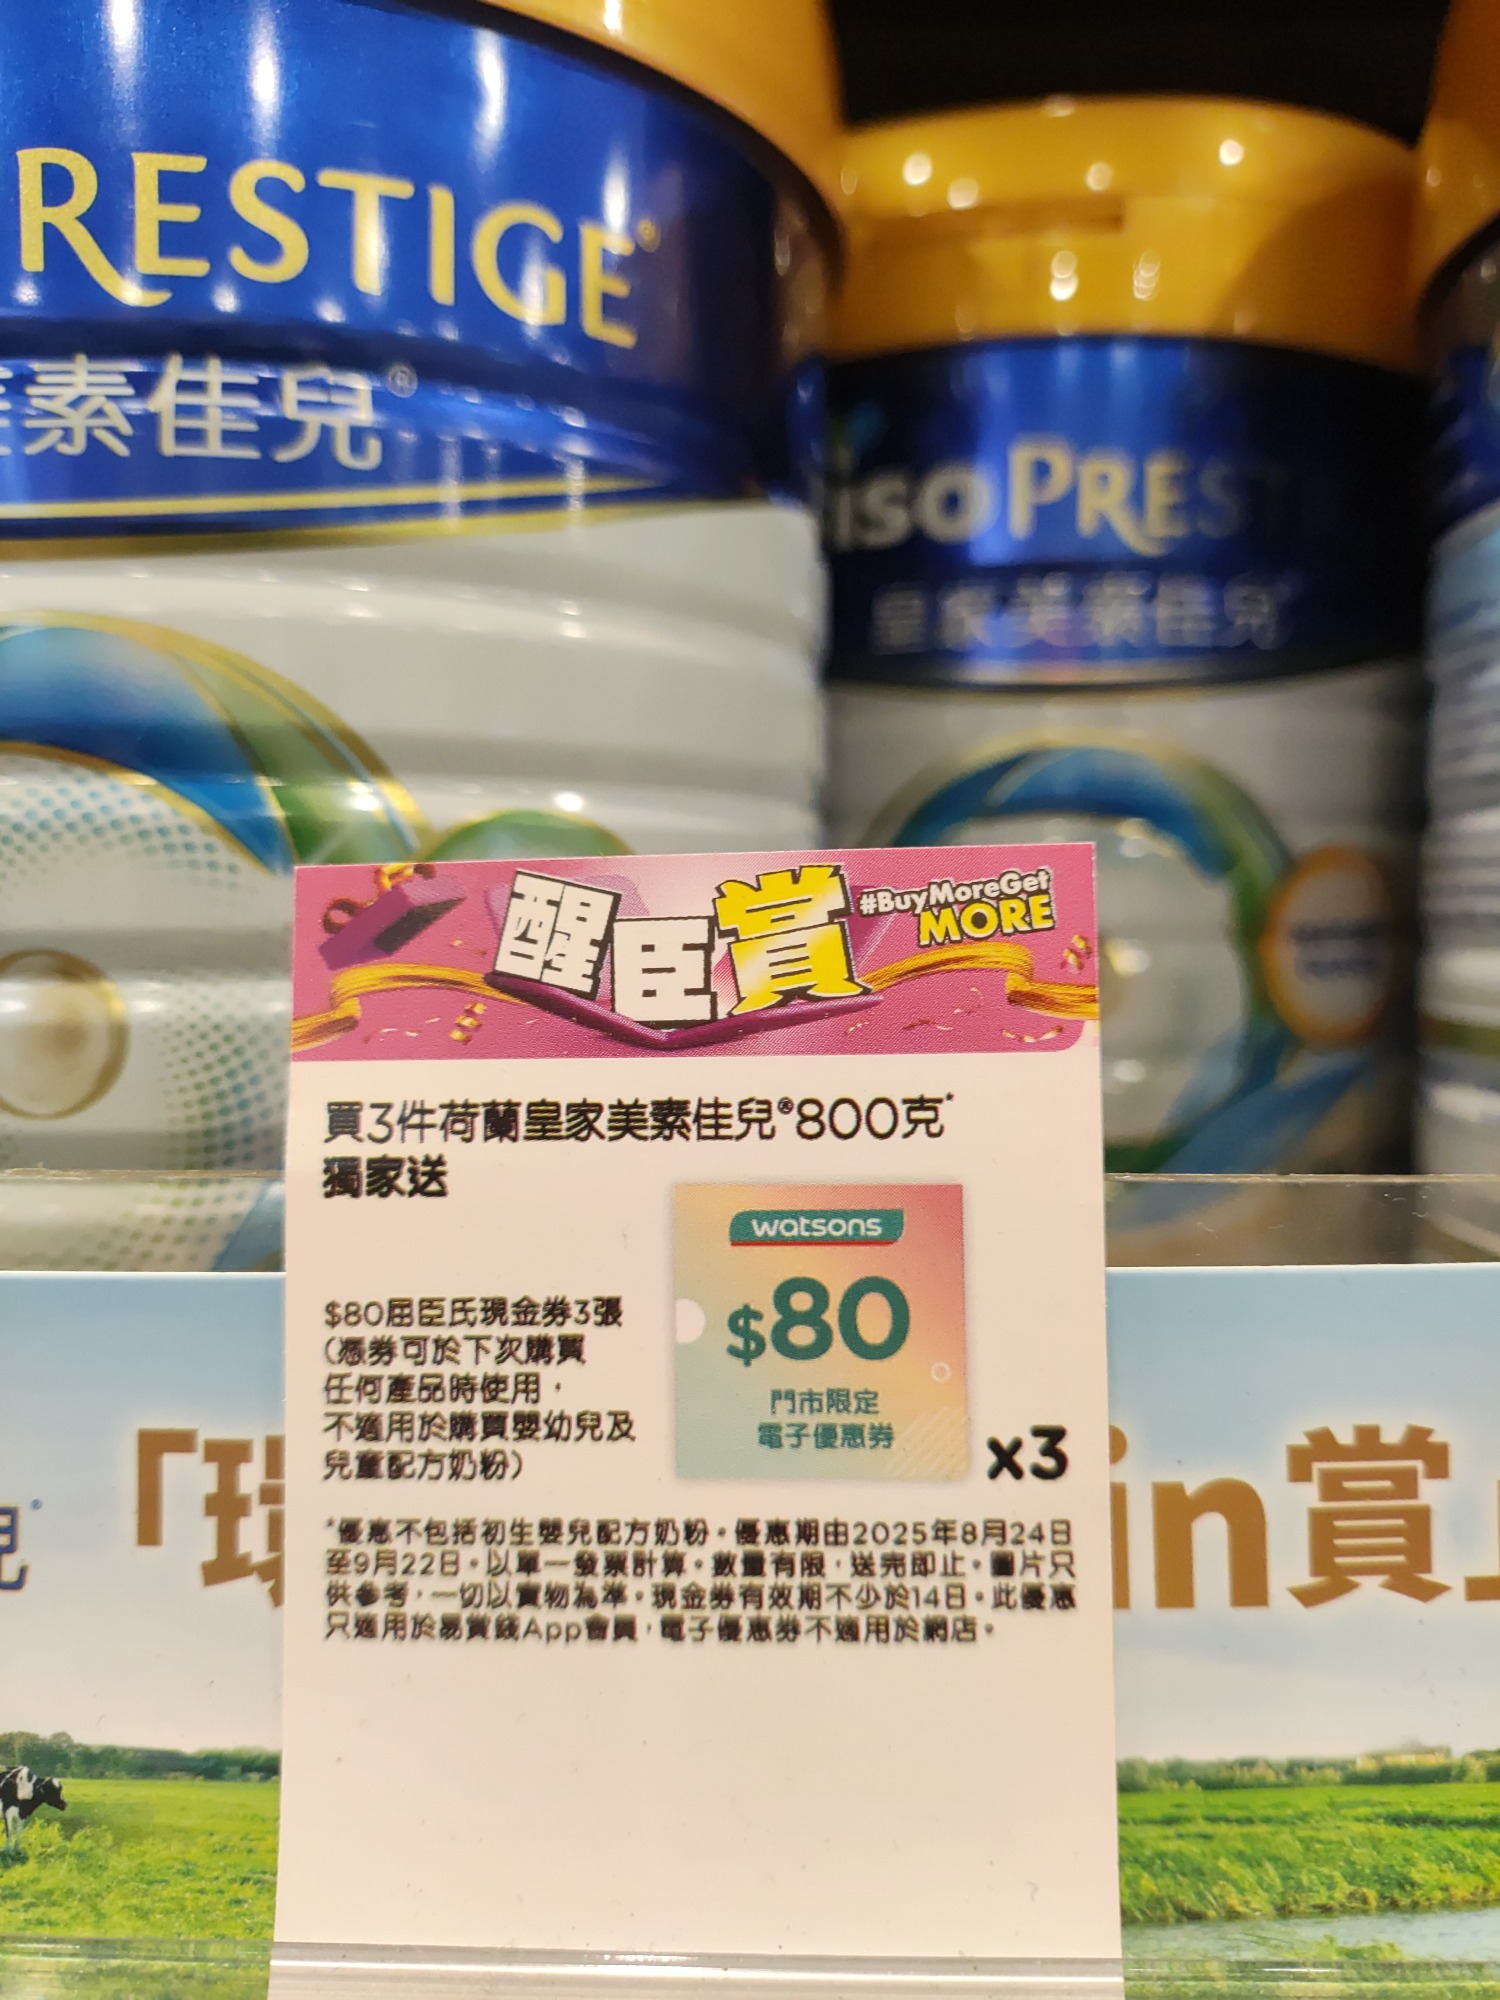 RESTIGE®
素佳兒®
isoPRES
皇家美素佳兒
醒臣賞
#BuyMoreGet
MORE
買3件荷蘭皇家美素佳兒®800克*
獨家送
watsons
$80
門市限定
電子優惠券
x3
$80屈臣氏現金券3張
(憑券可於下次購買
任何產品時使用，
不適用於購買嬰幼兒及
兒童配方奶粉)
*優惠不包括初生嬰兒配方奶粉。優惠期由2025年8月24日
至9月22日。以單一發票計算。數量有限，送完即止。圖片只
供參考，一切以實物為準。現金券有效期不少於14日。此優惠
只適用於易賞錢App會員，電子優惠券不適用於網店。
兒®
「環
in賞」